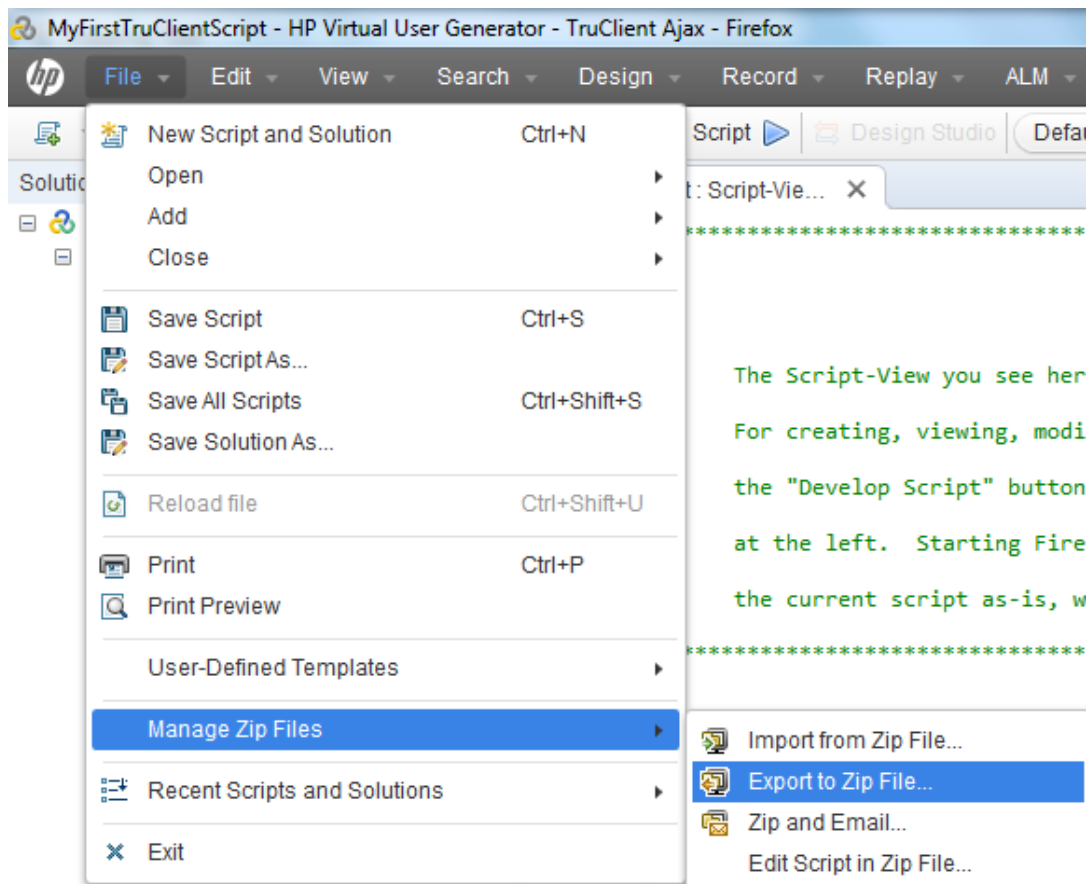 MyFirstTruClientScript - HP Virtual User Generator - TruClient Ajax - Firefox
hp File Edit View Search Design Record Replay ALM
Script Design Studio Defau
Solutio
t : Script-Vie...
New Script and Solution Ctrl+N
Open
Add
Close
Save Script Ctrl+S
Save Script As...
Save All Scripts Ctrl+Shift+S
Save Solution As...
Reload file Ctrl+Shift+U
Print Ctrl+P
Print Preview
User-Defined Templates
Manage Zip Files
Recent Scripts and Solutions
Exit
*******************************
The Script-View you see her
For creating, viewing, modi
the "Develop Script" button
at the left. Starting Fire
the current script as-is, w
*******************************
Import from Zip File...
Export to Zip File...
Zip and Email...
Edit Script in Zip File...